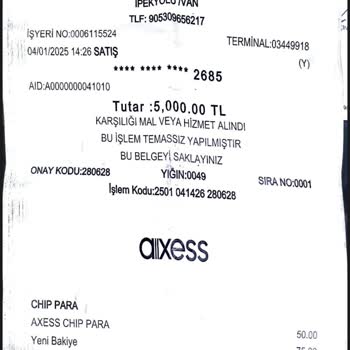 İPEKYOLU /VAN
TLF: 905309656217
İŞYERİ NO:0006115524
TERMİNAL:03449918
04/01/2025 14:26 SATIŞ
(Y)
**** **** **** 2685
AID:A0000000041010
Tutar :5,000.00 TL
KARŞILIĞI MAL VEYA HİZMET ALINDI
BU İŞLEM TEMASSIZ YAPILMIŞTIR
BU BELGEYİ SAKLAYINIZ
ONAY KODU:280628
YIĞIN:0049
SIRA NO:0001
İşlem Kodu:2501 041426 280628
axess
CHIP PARA
AXESS CHIP PARA 50.00
Yeni Bakiye 75.00